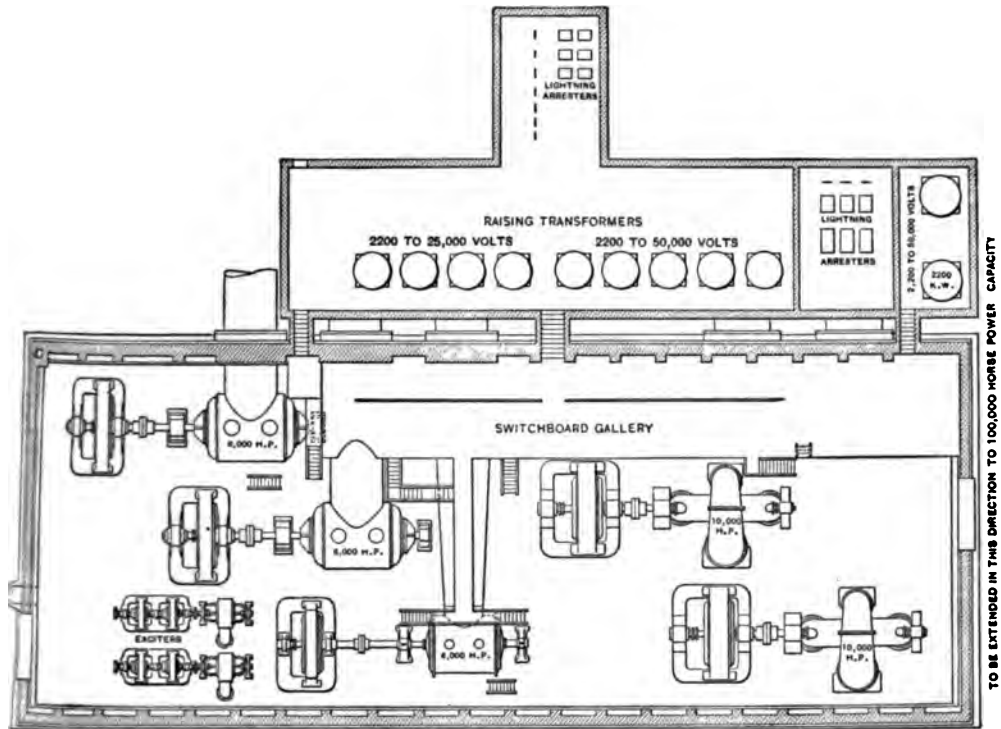 LIGHTNING
ARRESTERS
RAISING TRANSFORMERS
2200 TO 25,000 VOLTS
2200 TO 50,000 VOLTS
LIGHTNING
ARRESTERS
2,200 TO 50,000 VOLTS
2200
K.W.
SWITCHBOARD GALLERY
6,000 H.P.
6,000 H.P.
10,000
H.P.
EXCITERS
6,000 H.P.
10,000
H.P.
TO BE EXTENDED IN THIS DIRECTION TO 100,000 HORSE POWER CAPACITY